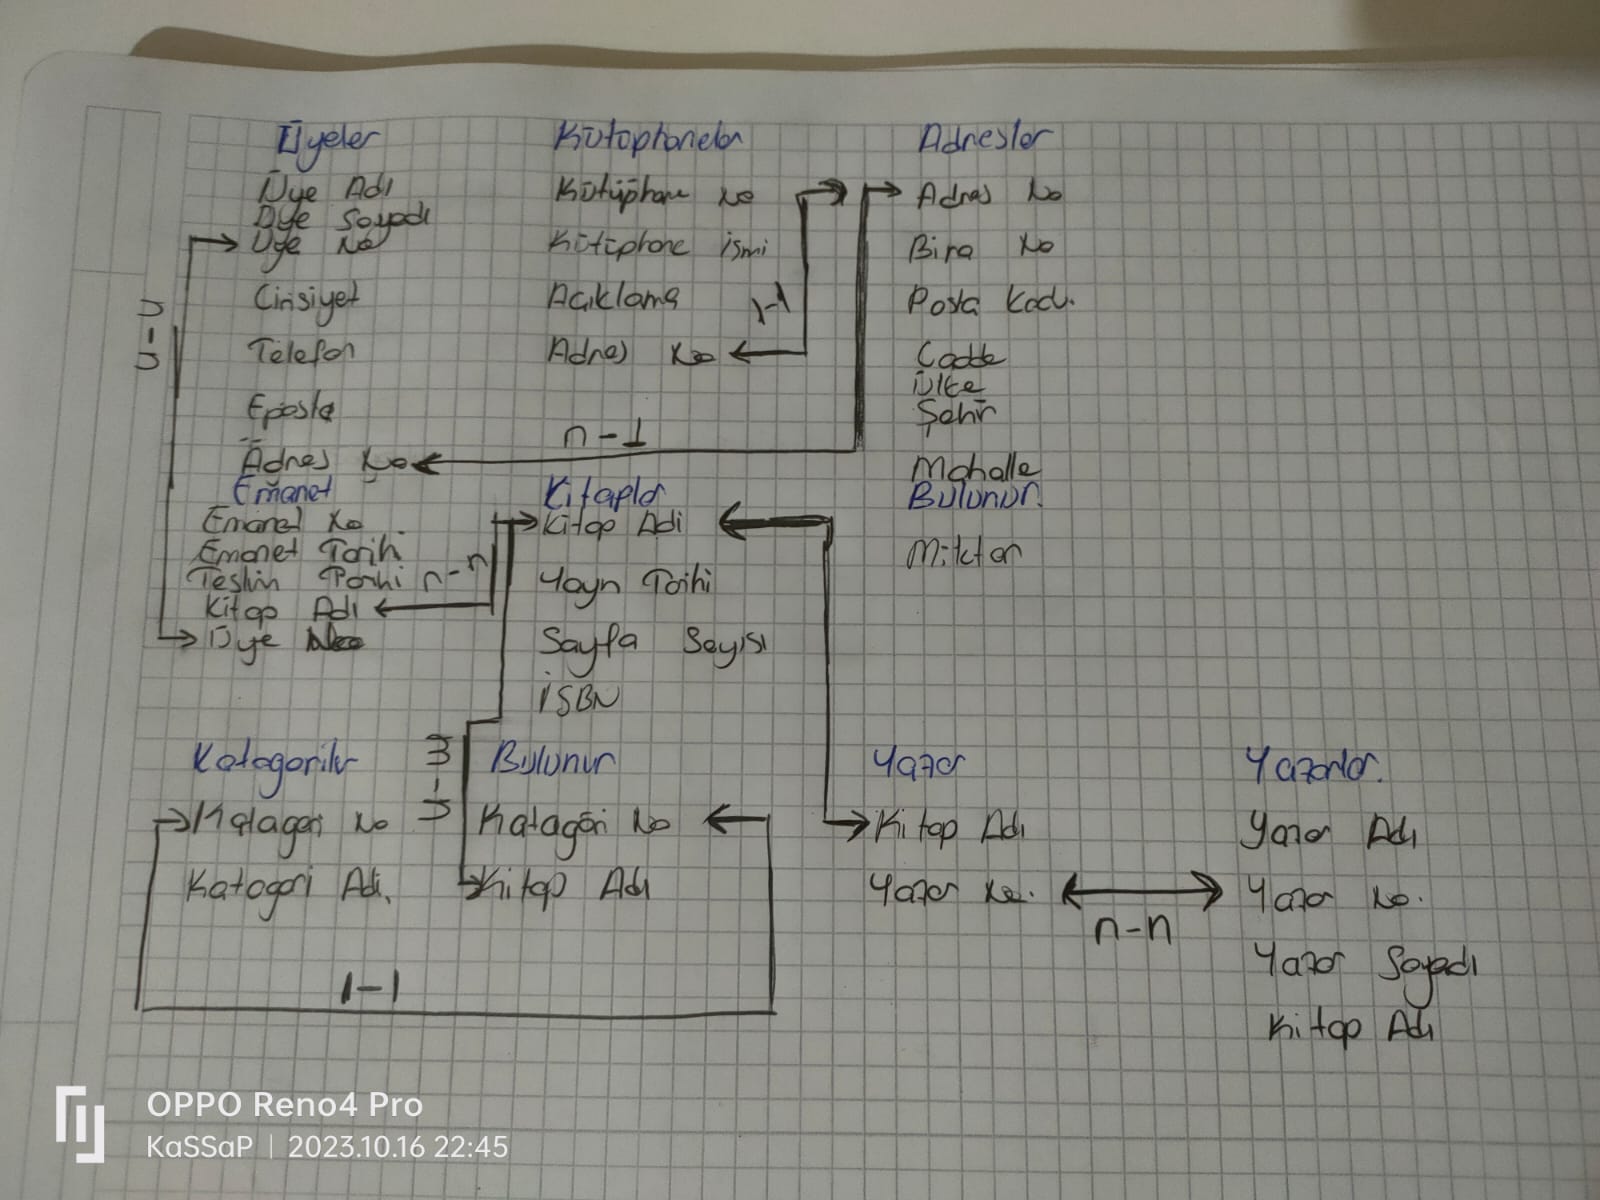 Üyeler
Üye Adı
Üye Soyadı
Üye No
Cinsiyet
Telefon
Eposta
Adres No
Kütüphaneler
Kütüphane No
Kütüphane ismi
Açıklama
Adres No
1-1
n-1
Adresler
Adres No
Bina No
Posta Kodu.
Cadde
Ülke
Şehir
Mahalle
n-n
Emanet
Emanet No
Emanet Tarihi
Teslim Tarihi
Kitap Adı
Üye No
n-n
Kitaplar
Kitap Adı
Yayn Tarihi
Sayfa Sayısı
İSBN
Bulunur.
Miktar
Katagoriler
Katagori No
Katagori Adı.
n-n
Bulunur
Katagori No
Kitap Adı
1-1
Yazar
Kitap Adı
Yazar No.
n-n
Yazarlar.
Yazar Adı
Yazar No.
Yazar Soyadı
Kitap Adı
OPPO Reno4 Pro
KaSSaP | 2023.10.16 22:45